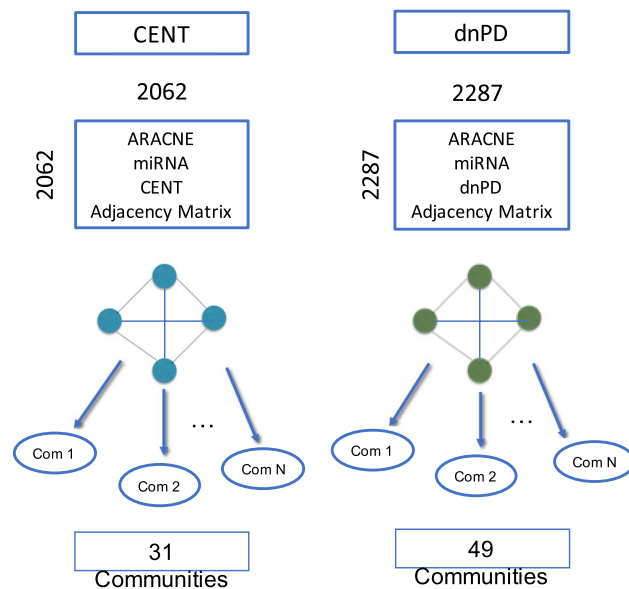 CENT
2062
2062
ARACNE
miRNA
CENT
Adjacency Matrix
...
Com 1
Com 2
Com N
31
Communities
dnPD
2287
2287
ARACNE
miRNA
dnPD
Adjacency Matrix
...
Com 1
Com 2
Com N
49
Communities